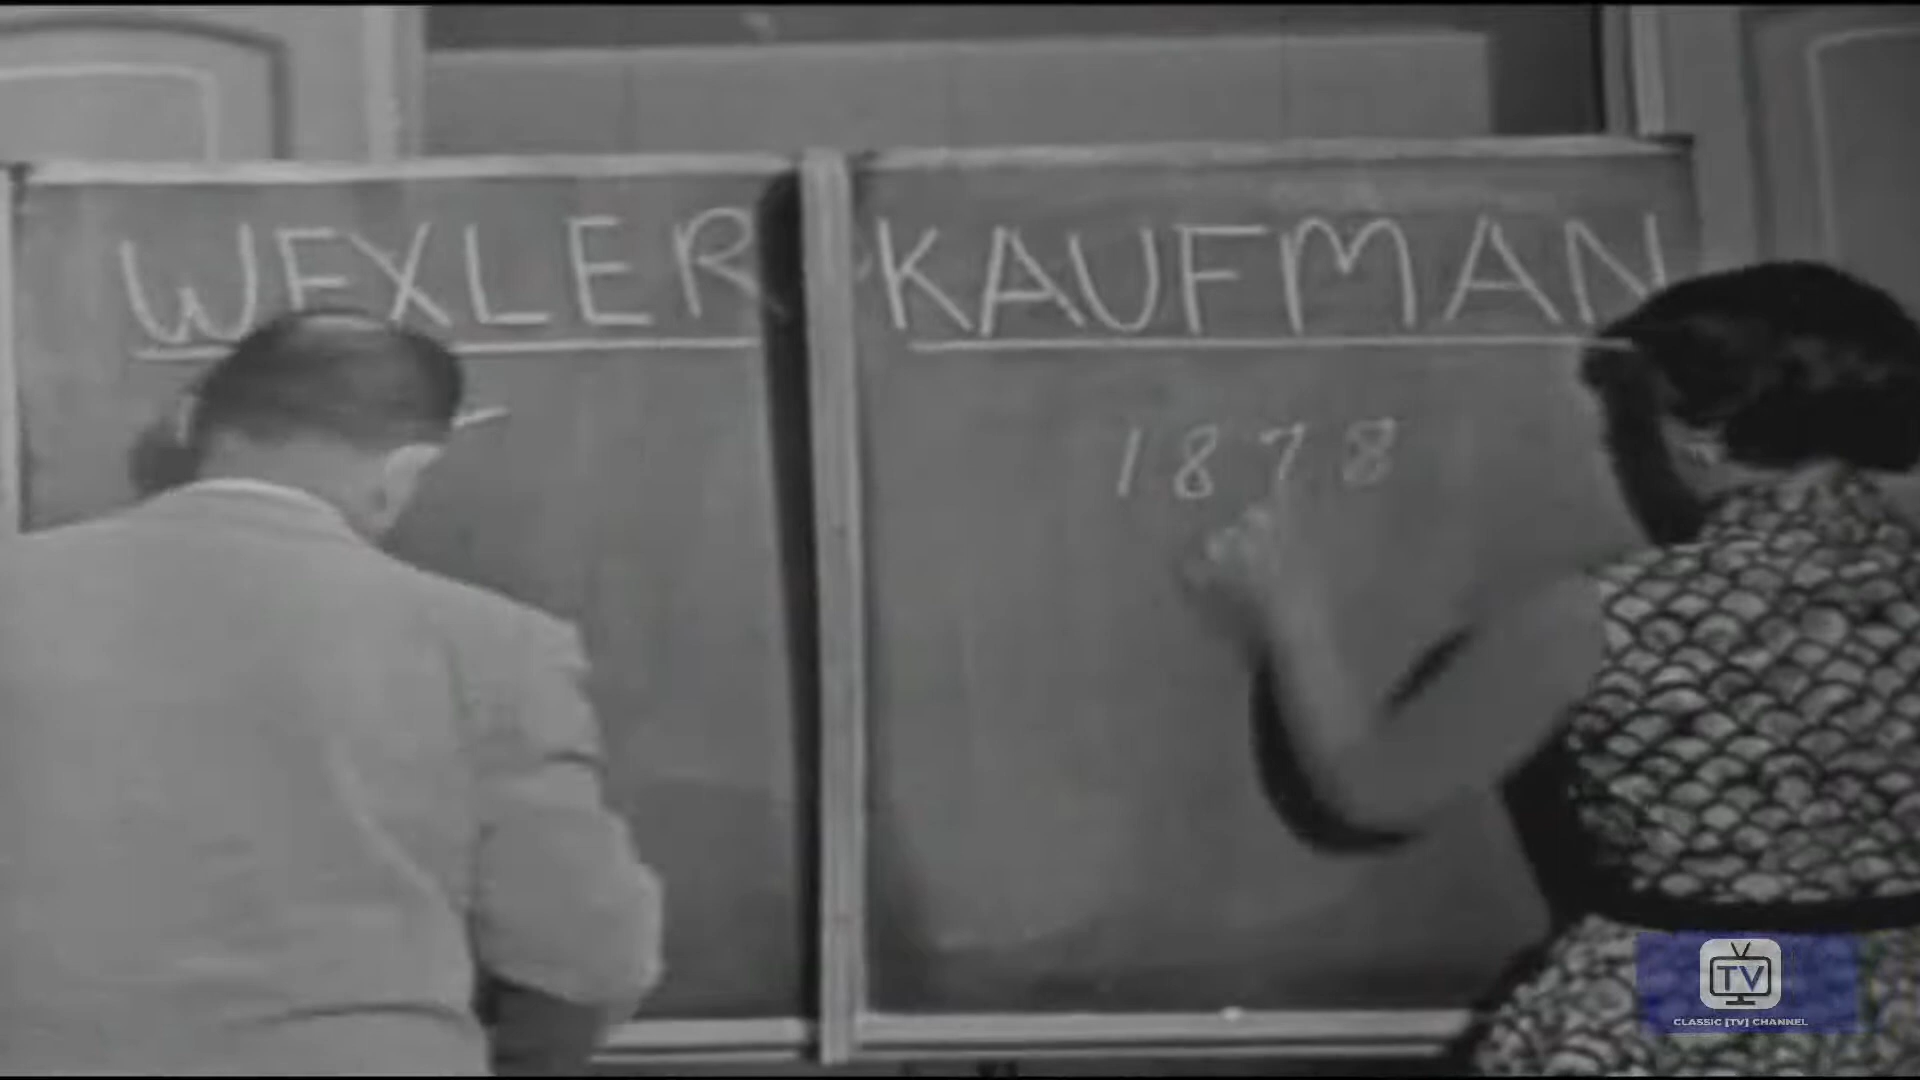 WEXLER
KAUFMAN
1878
TV
CLASSIC [TV] CHANNEL